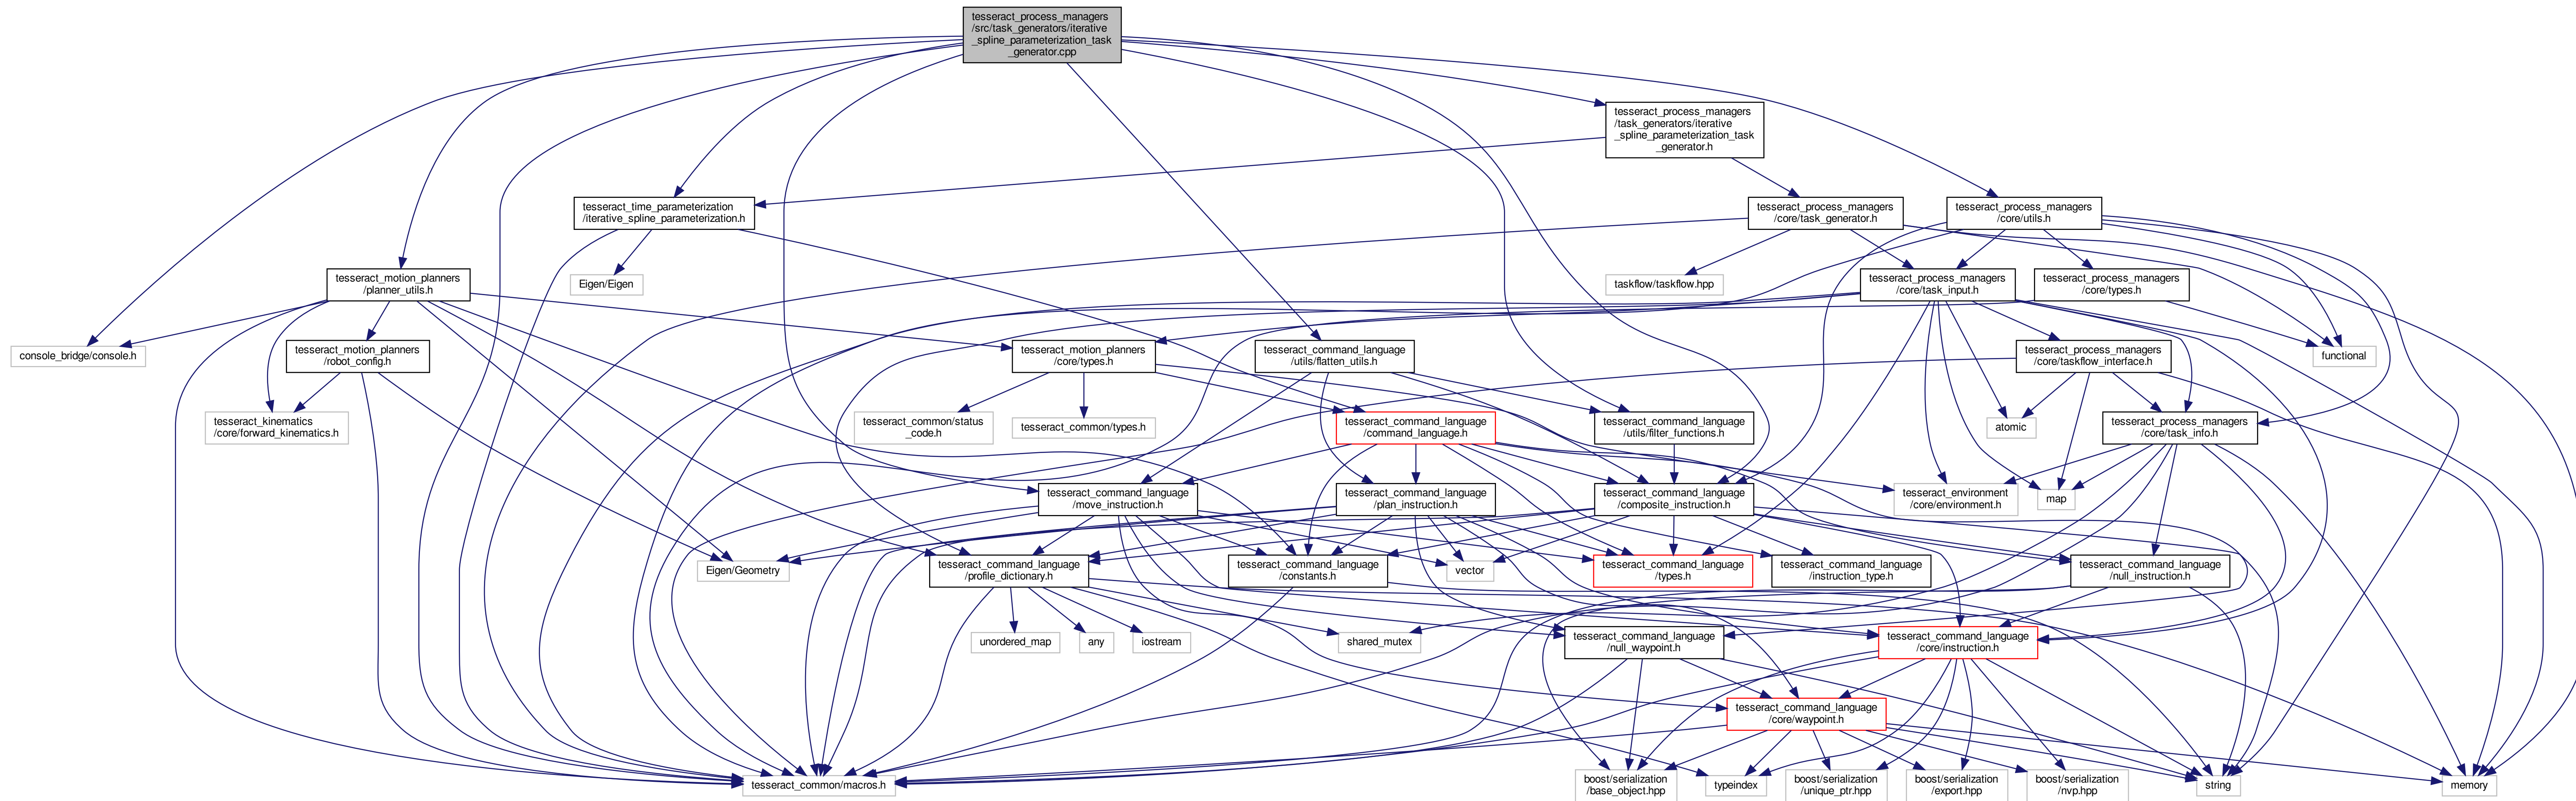 tesseract_process_managers
/src/task_generators/iterative
_spline_parameterization_task
_generator.cpp
tesseract_process_managers
/task_generators/iterative
_spline_parameterization_task
_generator.h
tesseract_time_parameterization
/iterative_spline_parameterization.h
tesseract_process_managers
/core/task_generator.h
tesseract_process_managers
/core/utils.h
tesseract_motion_planners
/planner_utils.h
Eigen/Eigen
taskflow/taskflow.hpp
tesseract_process_managers
/core/task_input.h
tesseract_process_managers
/core/types.h
console_bridge/console.h
tesseract_motion_planners
/robot_config.h
tesseract_motion_planners
/core/types.h
tesseract_command_language
/utils/flatten_utils.h
tesseract_process_managers
/core/taskflow_interface.h
functional
tesseract_kinematics
/core/forward_kinematics.h
tesseract_common/status
_code.h
tesseract_common/types.h
tesseract_command_language
/command_language.h
tesseract_command_language
/utils/filter_functions.h
atomic
tesseract_process_managers
/core/task_info.h
tesseract_command_language
/move_instruction.h
tesseract_command_language
/plan_instruction.h
tesseract_command_language
/composite_instruction.h
tesseract_environment
/core/environment.h
map
Eigen/Geometry
tesseract_command_language
/profile_dictionary.h
tesseract_command_language
/constants.h
vector
tesseract_command_language
/types.h
tesseract_command_language
/instruction_type.h
tesseract_command_language
/null_instruction.h
unordered_map
any
iostream
shared_mutex
tesseract_command_language
/null_waypoint.h
tesseract_command_language
/core/instruction.h
tesseract_command_language
/core/waypoint.h
tesseract_common/macros.h
boost/serialization
/base_object.hpp
typeindex
boost/serialization
/unique_ptr.hpp
boost/serialization
/export.hpp
boost/serialization
/nvp.hpp
string
memory